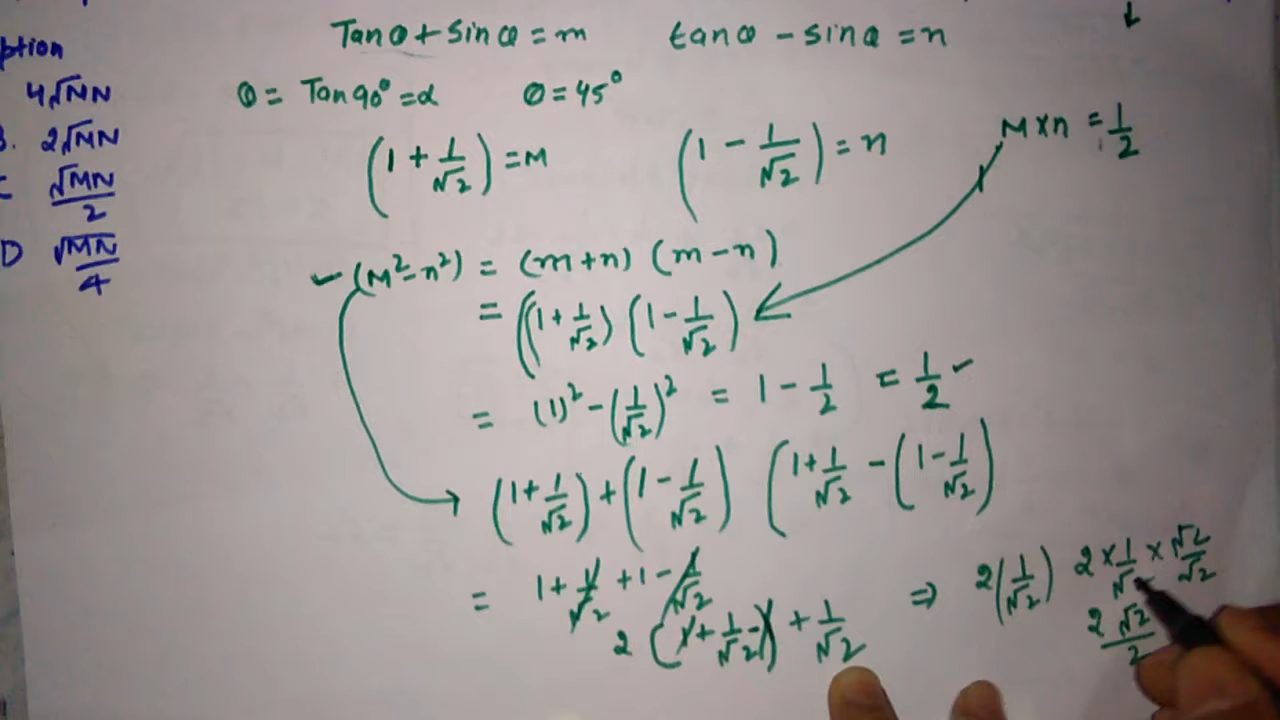 Tanθ + sinθ = m    tanθ - sinθ = n
ption
4√MN
B. 2√MN
C √MN/2
D √MN/4
θ = Tan90° = α    θ = 45°
(1 + 1/√2) = M    (1 - 1/√2) = n    M × n = 1/2
(M² - n²) = (m+n) (m-n)
= ((1 + 1/√2) (1 - 1/√2)
= (1)² - (1/√2)² = 1 - 1/2 = 1/2
(1 + 1/√2) + (1 - 1/√2) (1 + 1/√2 - (1 - 1/√2)
= 1 + 1/√2 + 1 - 1/√2
2 (1 + 1/√2 - 1) + 1/√2 ⇒ 2(1/√2) 2 × 1/√2 × √2/√2
2√2/2